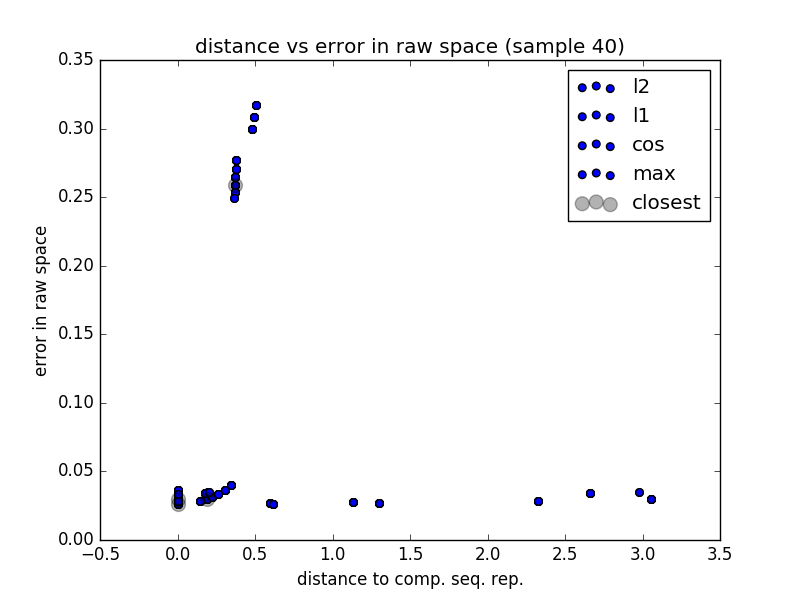 distance vs error in raw space (sample 40)
0.35
0.30
0.25
0.20
0.15
0.10
0.05
0.00
error in raw space
l2
l1
cos
max
closest
−0.5 0.0 0.5 1.0 1.5 2.0 2.5 3.0 3.5
distance to comp. seq. rep.